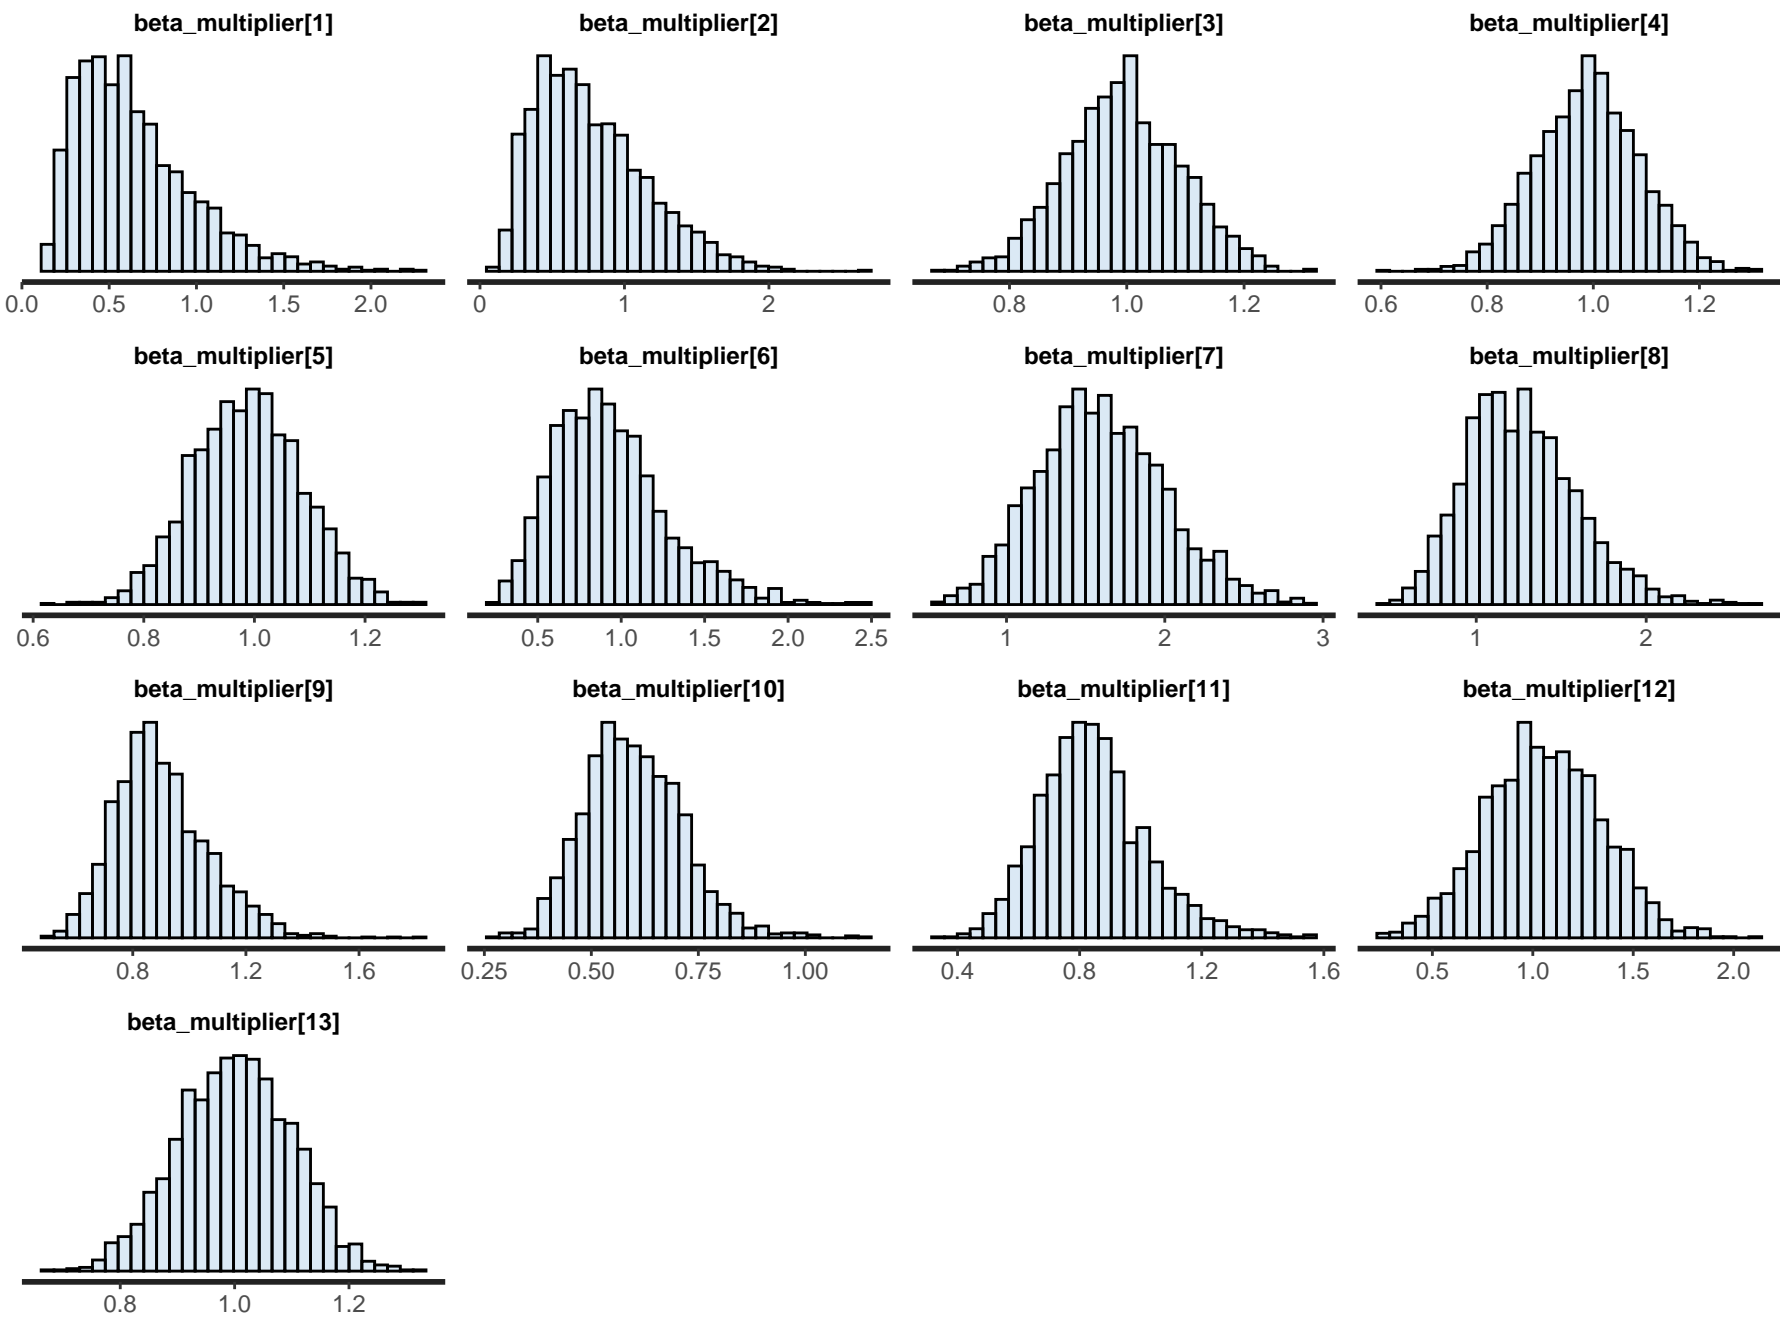 beta_multiplier[1] beta_multiplier[2] beta_multiplier[3] beta_multiplier[4]
0.0 0.5 1.0 1.5 2.0 0 1 2 0.8 1.0 1.2 0.6 0.8 1.0 1.2
beta_multiplier[5] beta_multiplier[6] beta_multiplier[7] beta_multiplier[8]
0.6 0.8 1.0 1.2 0.5 1.0 1.5 2.0 2.5 1 2 3 1 2
beta_multiplier[9] beta_multiplier[10] beta_multiplier[11] beta_multiplier[12]
0.8 1.2 1.6 0.25 0.50 0.75 1.00 0.4 0.8 1.2 1.6 0.5 1.0 1.5 2.0
beta_multiplier[13]
0.8 1.0 1.2